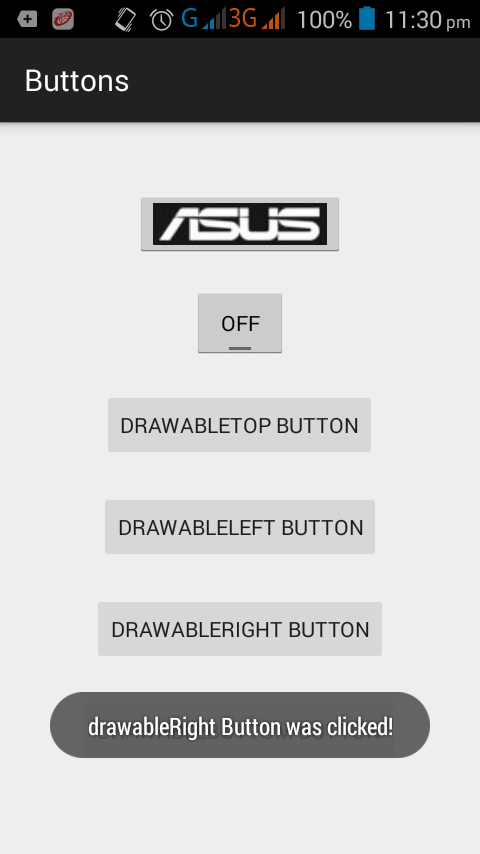 G 3G 100% 11:30 pm
Buttons
ASUS
OFF
DRAWABLETOP BUTTON
DRAWABLELEFT BUTTON
DRAWABLERIGHT BUTTON
drawableRight Button was clicked!